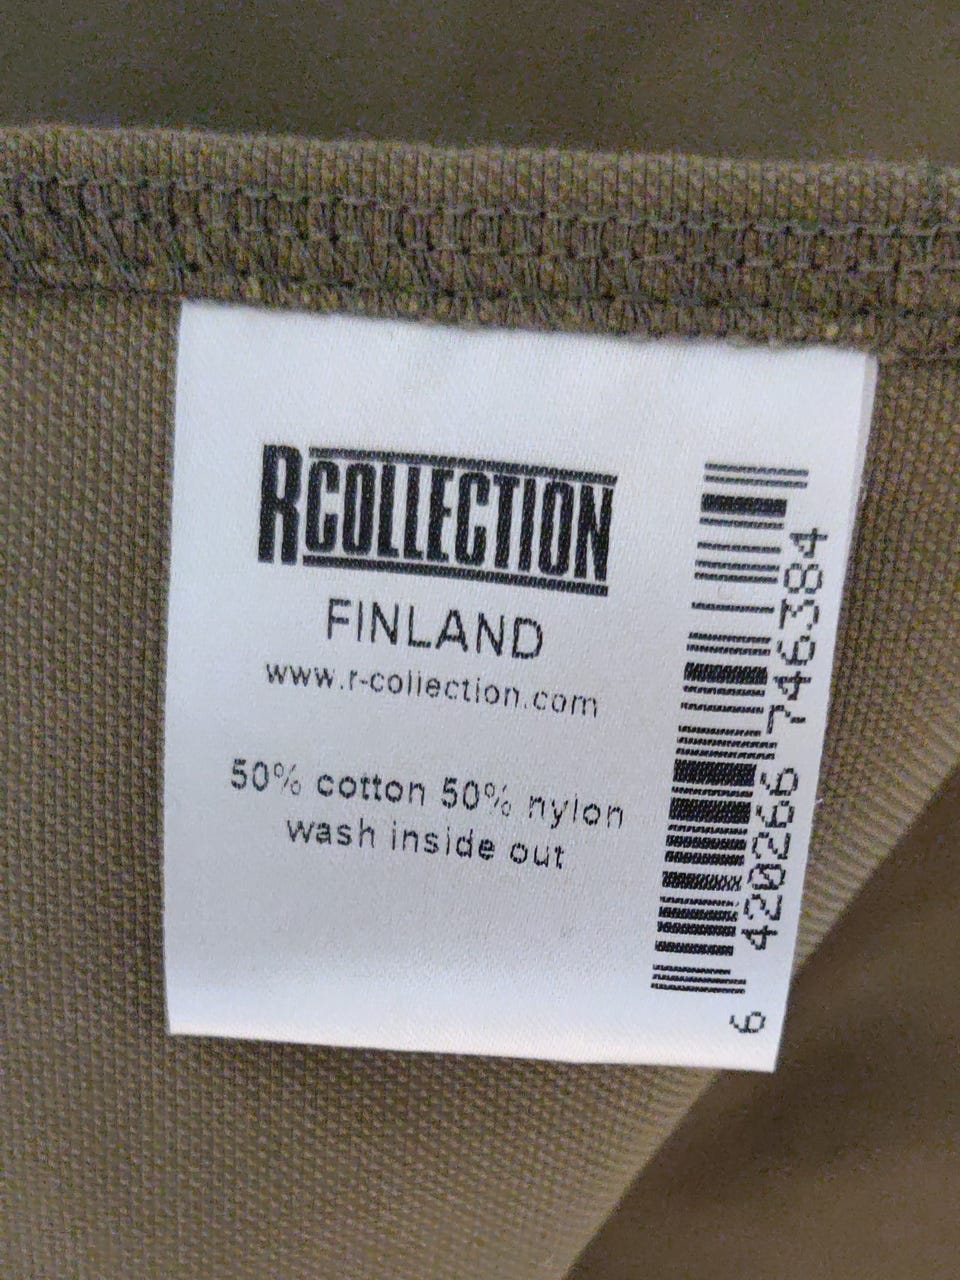 RCOLLECTION
FINLAND
www.r-collection.com
50% cotton 50% nylon
wash inside out
6 420266 746384